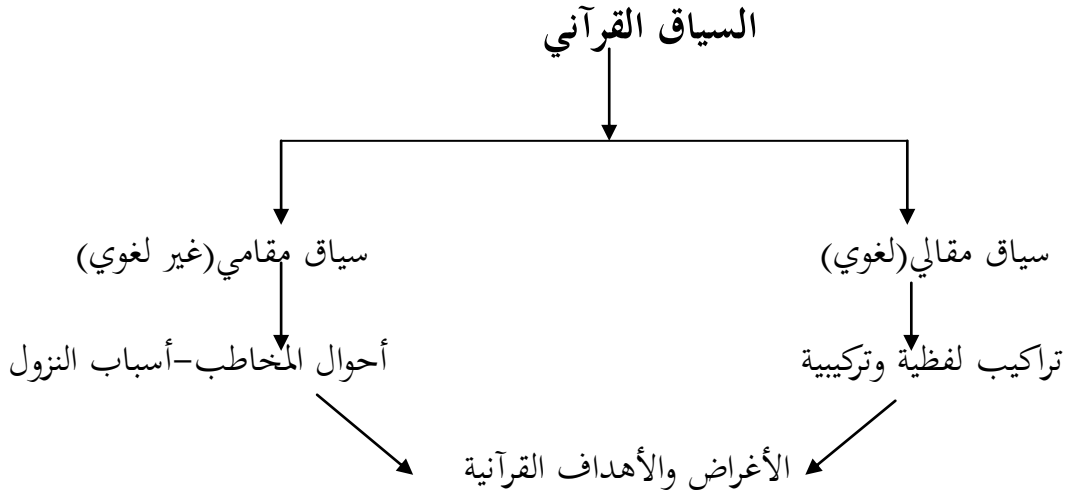 السياق القرآني
سياق مقالي(لغوي)
سياق مقامي(غير لغوي)
تراكيب لفظية وتركيبية
أحوال المخاطب-أسباب النزول
الأغراض والأهداف القرآنية